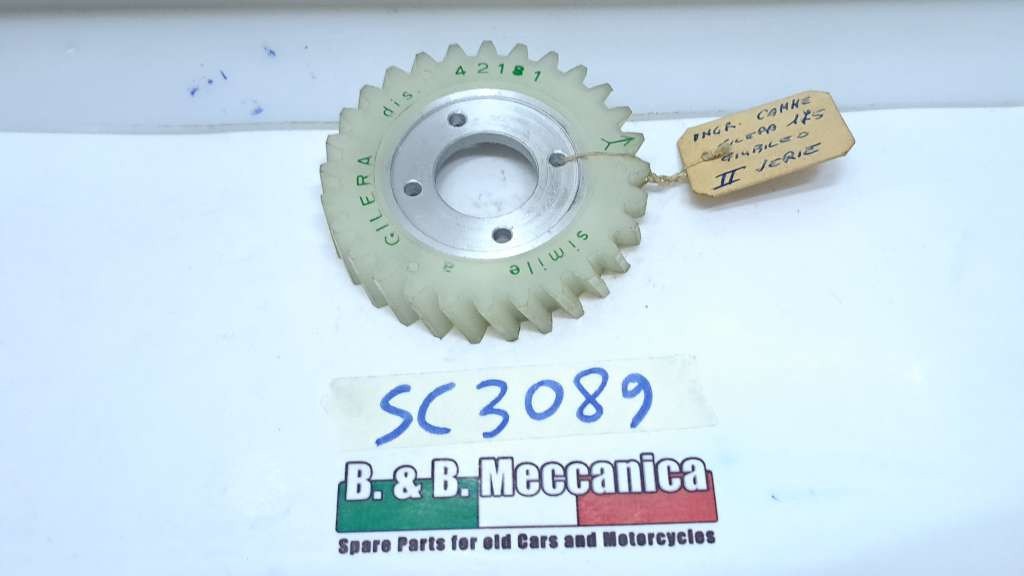 simile a GILERA dis. 42181
INGR. CAMME
GILERA 175
GIUBILEO
II SERIE
SC3089
B. & B. Meccanica
Spare Parts for old Cars and Motorcycles